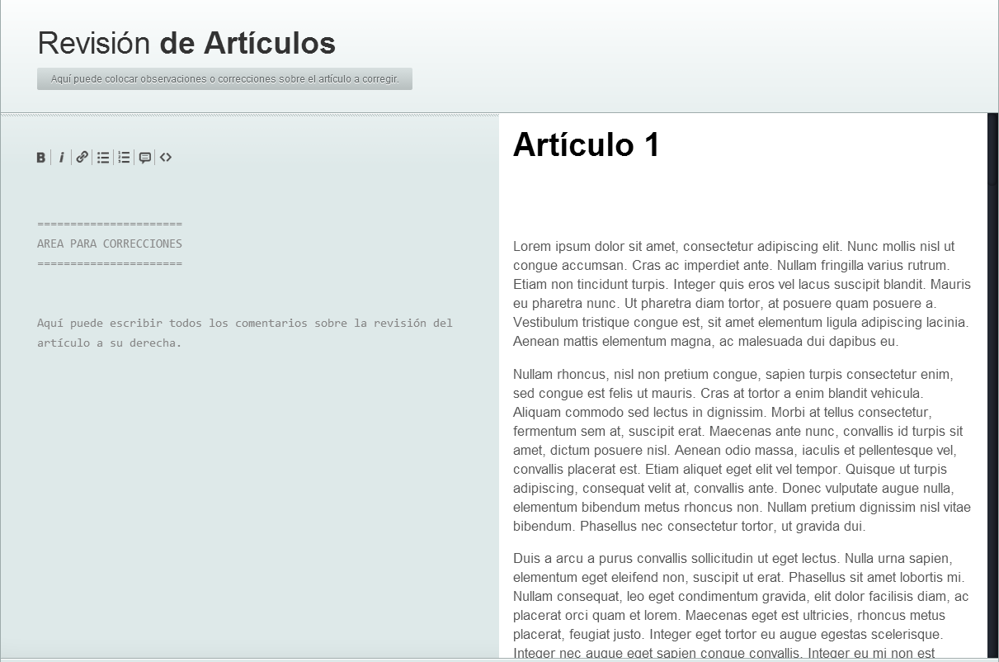 Revisión de Artículos
Aquí puede colocar observaciones o correcciones sobre el artículo a corregir.
======================
AREA PARA CORRECCIONES
======================
Aquí puede escribir todos los comentarios sobre la revisión del
artículo a su derecha.
Artículo 1
Lorem ipsum dolor sit amet, consectetur adipiscing elit. Nunc mollis nisl ut
congue accumsan. Cras ac imperdiet ante. Nullam fringilla varius rutrum.
Etiam non tincidunt turpis. Integer quis eros vel lacus suscipit blandit. Mauris
eu pharetra nunc. Ut pharetra diam tortor, at posuere quam posuere a.
Vestibulum tristique congue est, sit amet elementum ligula adipiscing lacinia.
Aenean mattis elementum magna, ac malesuada dui dapibus eu.
Nullam rhoncus, nisl non pretium congue, sapien turpis consectetur enim,
sed congue est felis ut mauris. Cras at tortor a enim blandit vehicula.
Aliquam commodo sed lectus in dignissim. Morbi at tellus consectetur,
fermentum sem at, suscipit erat. Maecenas ante nunc, convallis id turpis sit
amet, dictum posuere nisl. Aenean odio massa, iaculis et pellentesque vel,
convallis placerat est. Etiam aliquet eget elit vel tempor. Quisque ut turpis
adipiscing, consequat velit at, convallis ante. Donec vulputate augue nulla,
elementum bibendum metus rhoncus non. Nullam pretium dignissim nisl vitae
bibendum. Phasellus nec consectetur tortor, ut gravida dui.
Duis a arcu a purus convallis sollicitudin ut eget lectus. Nulla urna sapien,
elementum eget eleifend non, suscipit ut erat. Phasellus sit amet lobortis mi.
Nullam consequat, leo eget condimentum gravida, elit dolor facilisis diam, ac
placerat orci quam et lorem. Maecenas eget est ultricies, rhoncus metus
placerat, feugiat justo. Integer eget tortor eu augue egestas scelerisque.
Integer nec augue eget sapien congue convallis. Integer eu mi non est